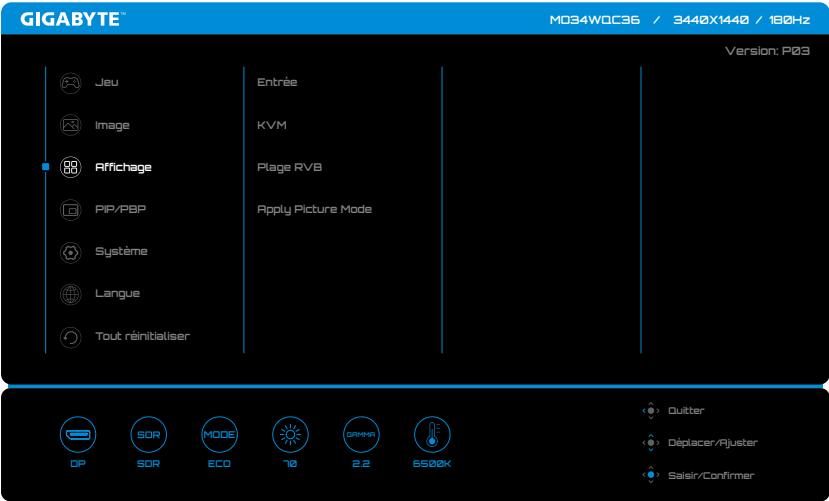 GIGABYTE™
MO34WQC36 / 3440X1440 / 180Hz
Version: P03
Jeu
Entrée
Image
KVM
Affichage
Plage RVB
PIP/PBP
Apply Picture Mode
Système
Langue
Tout réinitialiser
SDR
MODE
GAMMA
DP
SDR
ECO
70
2.2
6500K
Quitter
Déplacer/Ajuster
Saisir/Confirmer